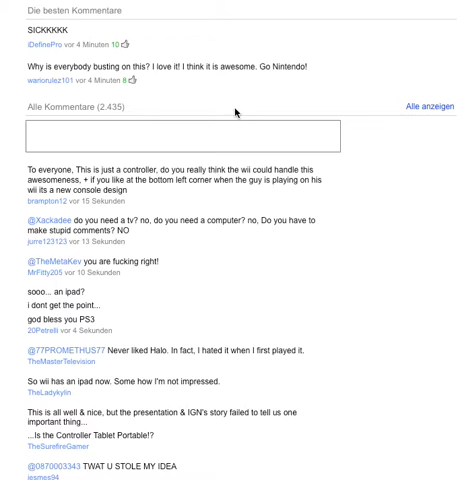 Die besten Kommentare
SICKKKKK
iDefinePro vor 4 Minuten 10
Why is everybody busting on this? I love it! I think it is awesome. Go Nintendo!
wariorulez101 vor 4 Minuten 8
Alle Kommentare (2.435)
Alle anzeigen
To everyone, This is just a controller, do you really think the wii could handle this
awesomeness, + if you like at the bottom left corner when the guy is playing on his
wii its a new console design
brampton12 vor 15 Sekunden
@Xackadee do you need a tv? no, do you need a computer? no, Do you have to
make stupid comments? NO
jurre123123 vor 13 Sekunden
@TheMetaKev you are fucking right!
MrFitty205 vor 10 Sekunden
sooo... an ipad?
i dont get the point...
god bless you PS3
20Petrelli vor 4 Sekunden
@77PROMETHUS77 Never liked Halo. In fact, I hated it when I first played it.
TheMasterTelevision
So wii has an ipad now. Some how I'm not impressed.
TheLadykylin
This is all well & nice, but the presentation & IGN's story failed to tell us one
important thing...
...Is the Controller Tablet Portable!?
TheSurefireGamer
@0870003343 TWAT U STOLE MY IDEA
jesmes94